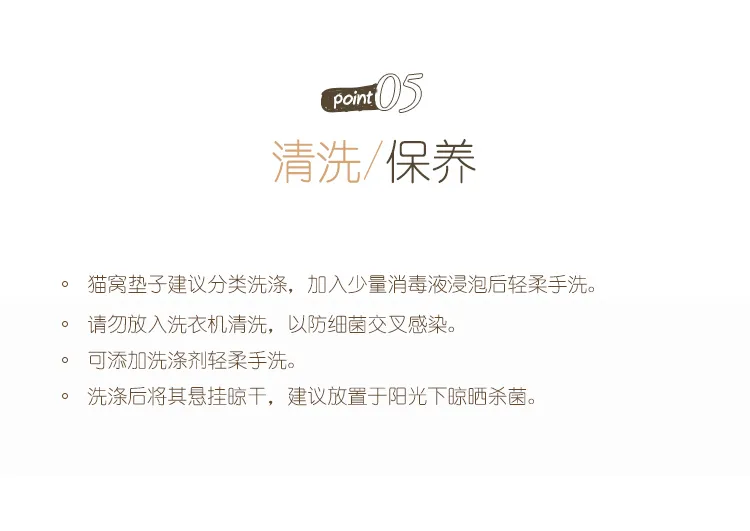 point 05
清洗/保养
猫窝垫子建议分类洗涤，加入少量消毒液浸泡后轻柔手洗。
请勿放入洗衣机清洗，以防细菌交叉感染。
可添加洗涤剂轻柔手洗。
洗涤后将其悬挂晾干，建议放置于阳光下晾晒杀菌。